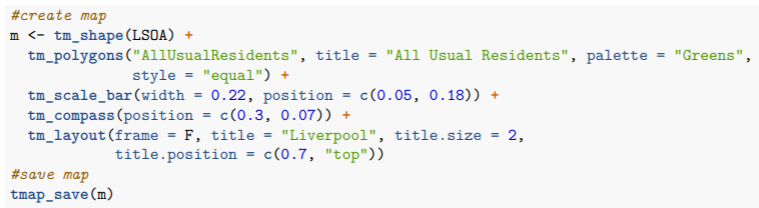 #create map
m <- tm_shape(LSOA) +
  tm_polygons("AllUsualResidents", title = "All Usual Residents", palette = "Greens",
              style = "equal") +
  tm_scale_bar(width = 0.22, position = c(0.05, 0.18)) +
  tm_compass(position = c(0.3, 0.07)) +
  tm_layout(frame = F, title = "Liverpool", title.size = 2,
            title.position = c(0.7, "top"))
#save map
tmap_save(m)